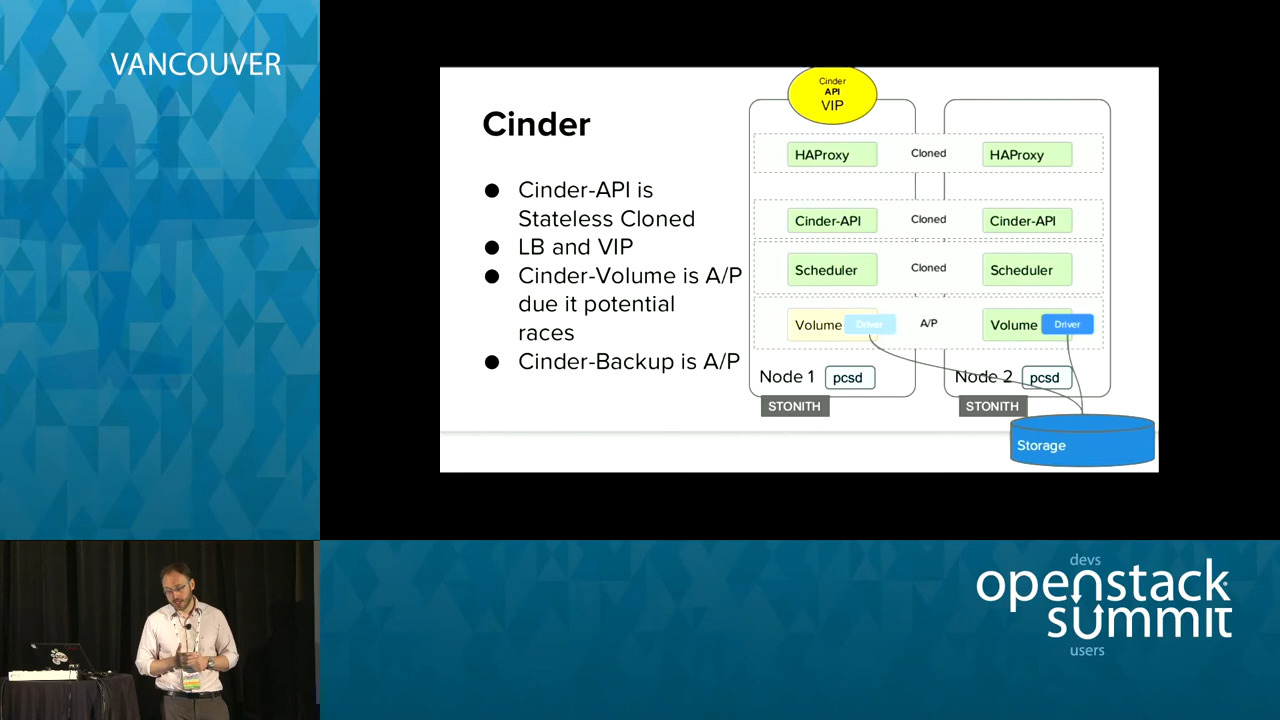 VANCOUVER
Cinder
● Cinder-API is
Stateless Cloned
● LB and VIP
● Cinder-Volume is A/P
due it potential
races
● Cinder-Backup is A/P
Cinder
API
VIP
HAProxy
Cloned
HAProxy
Cinder-API
Cloned
Cinder-API
Scheduler
Cloned
Scheduler
Volume
Driver
A/P
Volume
Driver
Node 1
pcsd
Node 2
pcsd
STONITH
STONITH
Storage
devs
openstack
summit
users